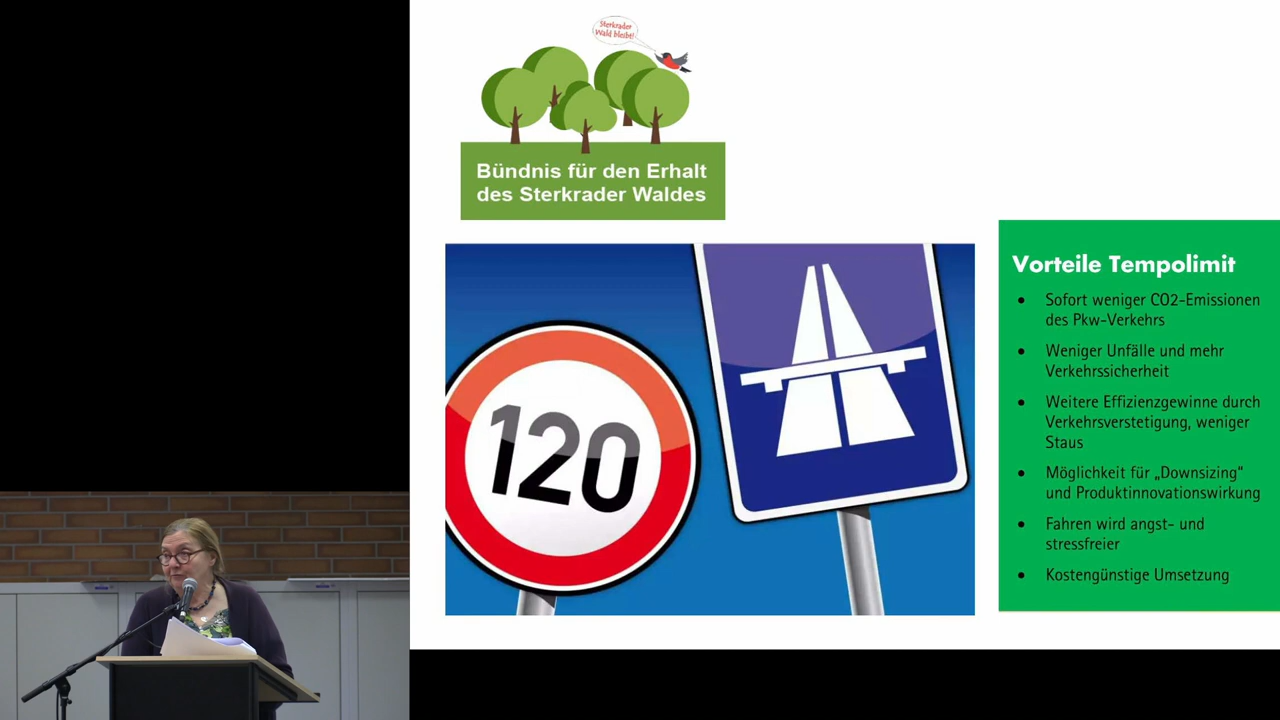 Sterkrader
Wald bleibt!
Bündnis für den Erhalt
des Sterkrader Waldes
120
Vorteile Tempolimit
• Sofort weniger CO2-Emissionen
des Pkw-Verkehrs
• Weniger Unfälle und mehr
Verkehrssicherheit
• Weitere Effizienzgewinne durch
Verkehrsverstetigung, weniger
Staus
• Möglichkeit für „Downsizing“
und Produktinnovationswirkung
• Fahren wird angst- und
stressfreier
• Kostengünstige Umsetzung